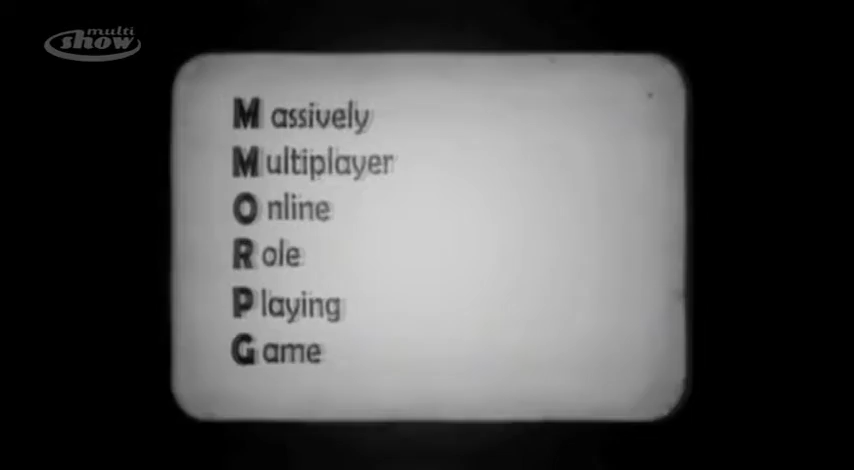 multi
show
Massively
Multiplayer
Online
Role
Playing
Game